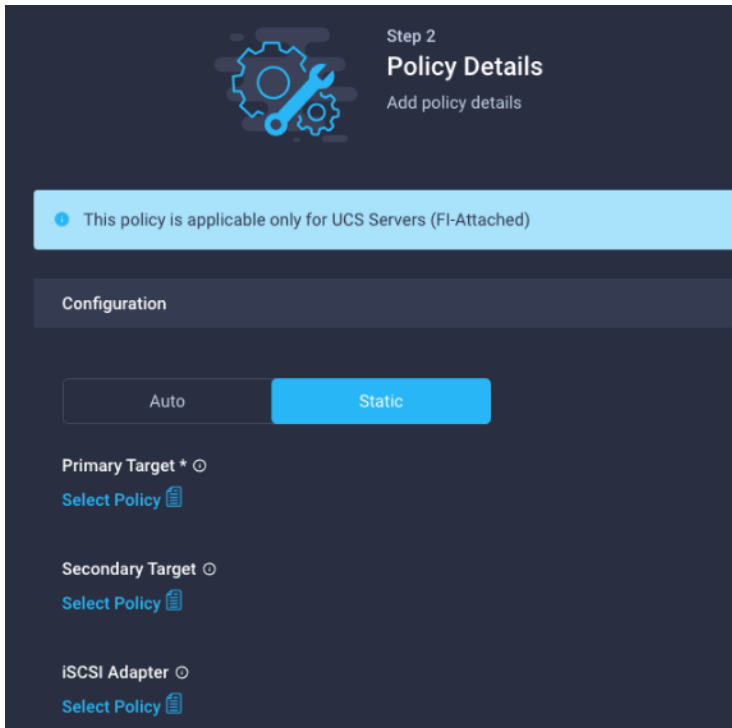 Step 2
Policy Details
Add policy details
This policy is applicable only for UCS Servers (FI-Attached)
Configuration
Auto
Static
Primary Target *
Select Policy
Secondary Target
Select Policy
iSCSI Adapter
Select Policy